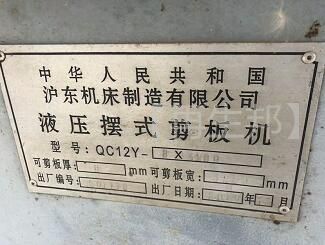 中华人民共和国
沪东机床制造有限公司
液压摆式剪板机
型号：QC12Y-8X
可剪板厚： mm 可剪板宽： mm
出厂编号： 出厂日期： 年 月